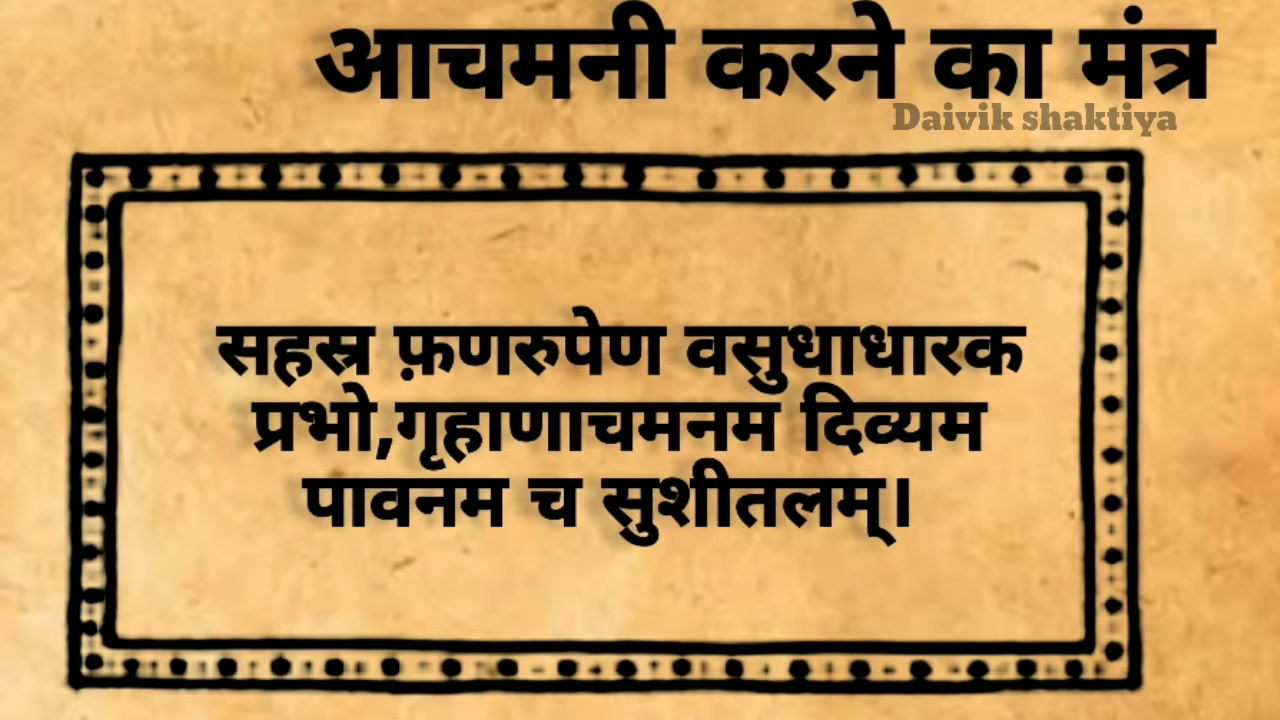 आचमनी करने का मंत्र
Daivik shaktiya
सहस्र फ़णरुपेण वसुधाधारक
प्रभो,गृहाणाचमनम दिव्यम
पावनम च सुशीतलम्।